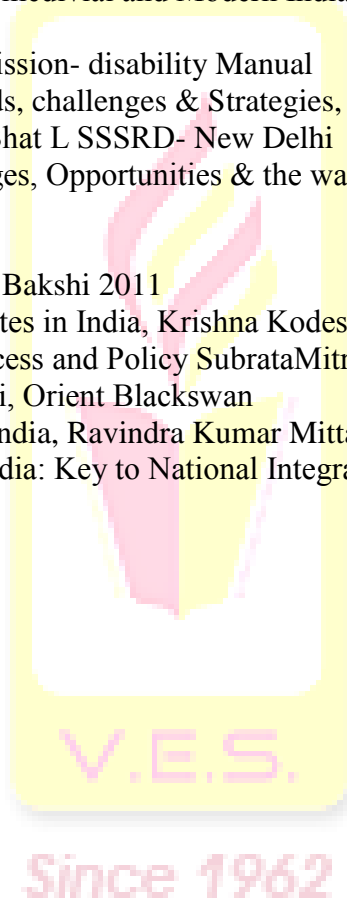 medivial and Modern India
ission- disability Manual
ls, challenges & Strategies,
hat L SSSRD- New Delhi
ges, Opportunities & the wa
Bakshi 2011
tes in India, Krishna Kodes
cess and Policy SubrataMitr
i, Orient Blackswan
ndia, Ravindra Kumar Mitta
dia: Key to National Integra
V.E.S.
Since 1962